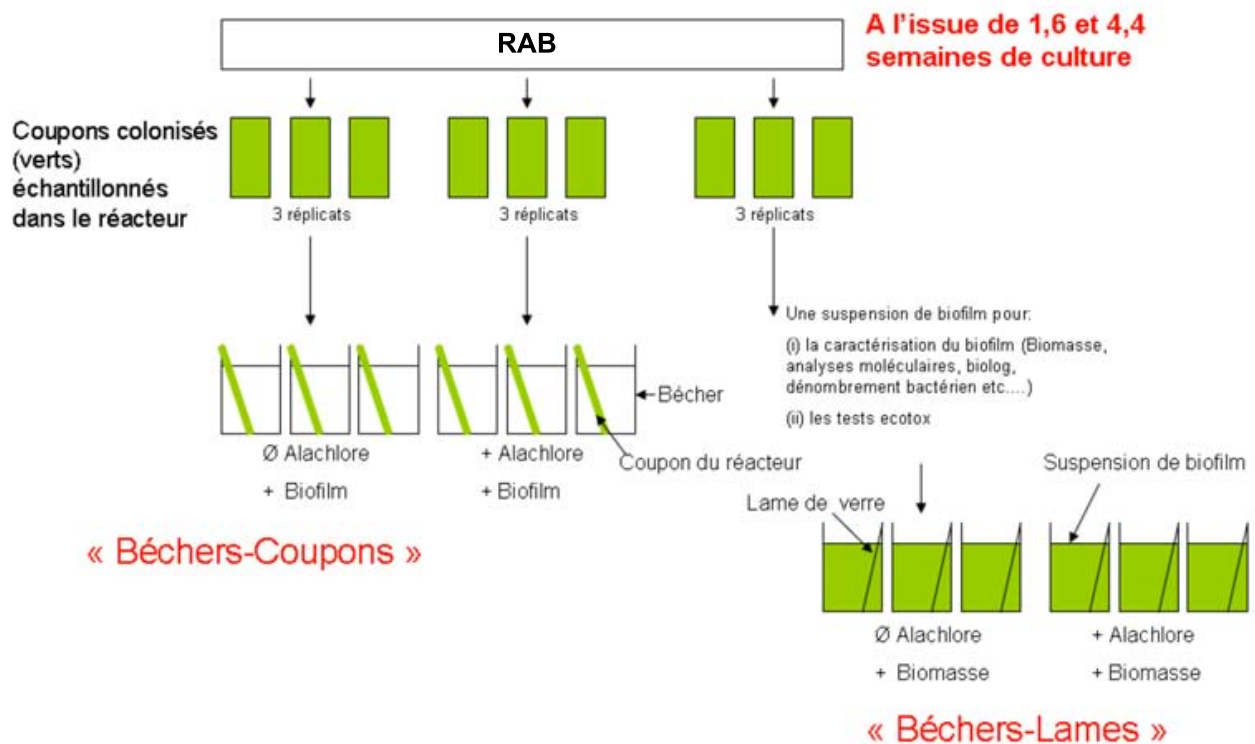 RAB
A l'issue de 1,6 et 4,4
semaines de culture
Coupons colonisés
(verts)
échantillonnés
dans le réacteur
3 réplicats
3 réplicats
3 réplicats
Une suspension de biofilm pour:
(i) la caractérisation du biofilm (Biomasse,
analyses moléculaires, biolog,
dénombrement bactérien etc....)
(ii) les tests ecotox
Bécher
Ø Alachlore
+ Biofilm
+ Alachlore
+ Biofilm
Coupon du réacteur
« Béchers-Coupons »
Lame de verre
Suspension de biofilm
Ø Alachlore
+ Biomasse
+ Alachlore
+ Biomasse
« Béchers-Lames »